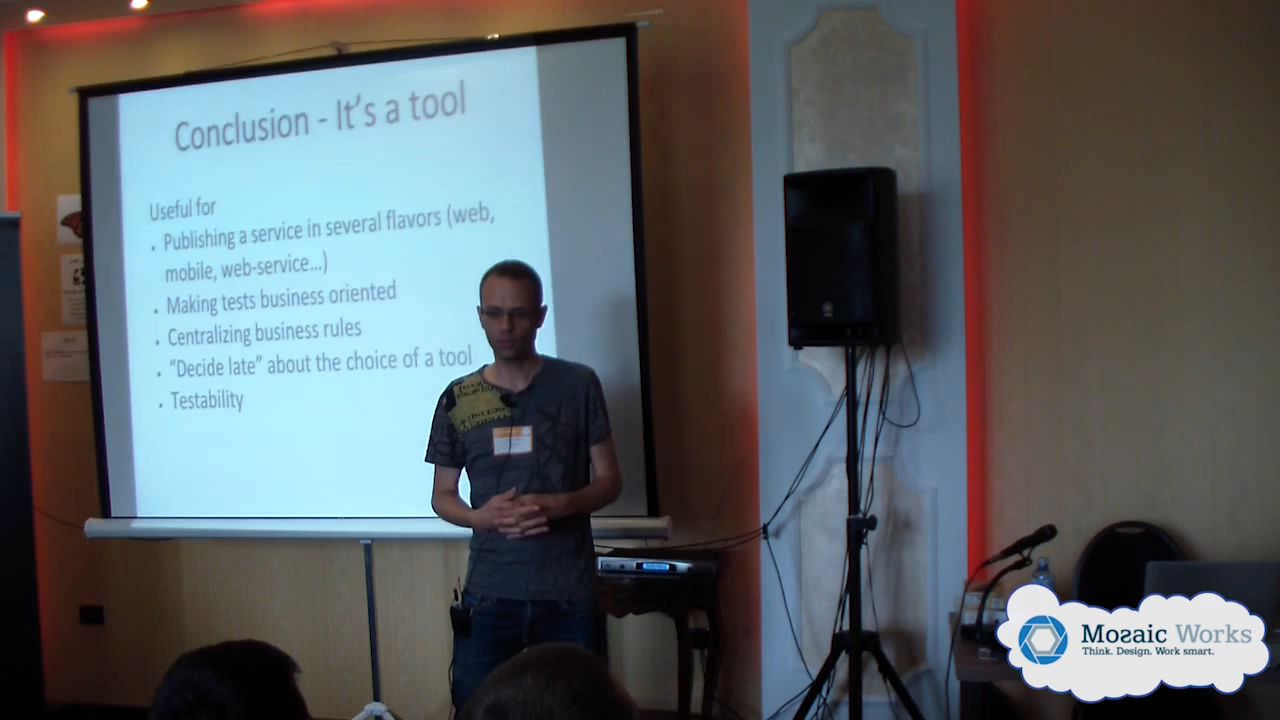 Conclusion - It's a tool
Useful for
• Publishing a service in several flavors (web,
mobile, web-service...)
• Making tests business oriented
• Centralizing business rules
• “Decide late” about the choice of a tool
• Testability
Mozaic Works
Think. Design. Work smart.